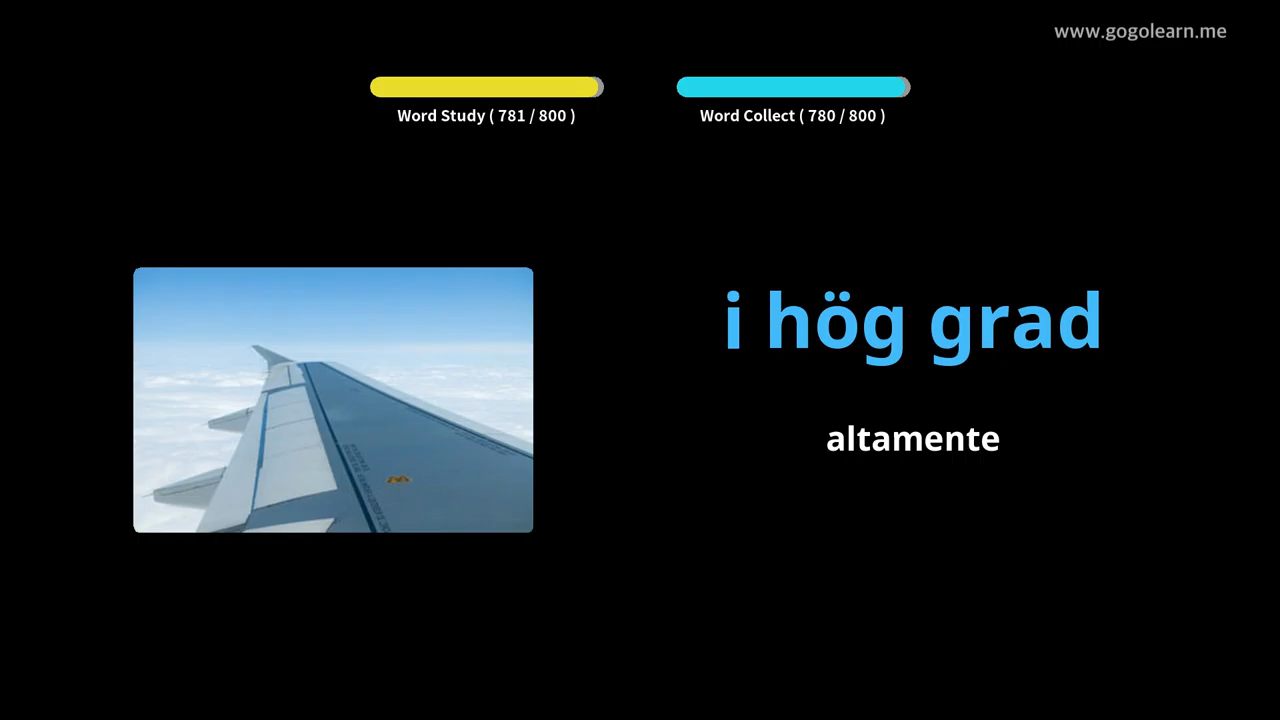 www.gogolearn.me
Word Study ( 781 / 800 )
Word Collect ( 780 / 800 )
i hög grad
altamente